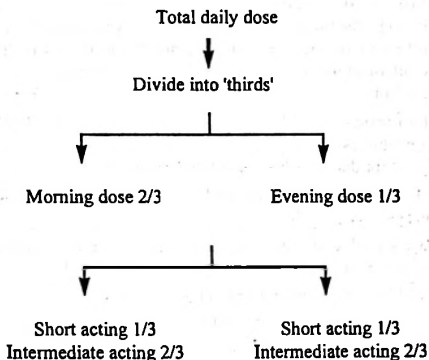 Total daily dose
Divide into 'thirds'
Morning dose 2/3
Evening dose 1/3
Short acting 1/3
Intermediate acting 2/3
Short acting 1/3
Intermediate acting 2/3